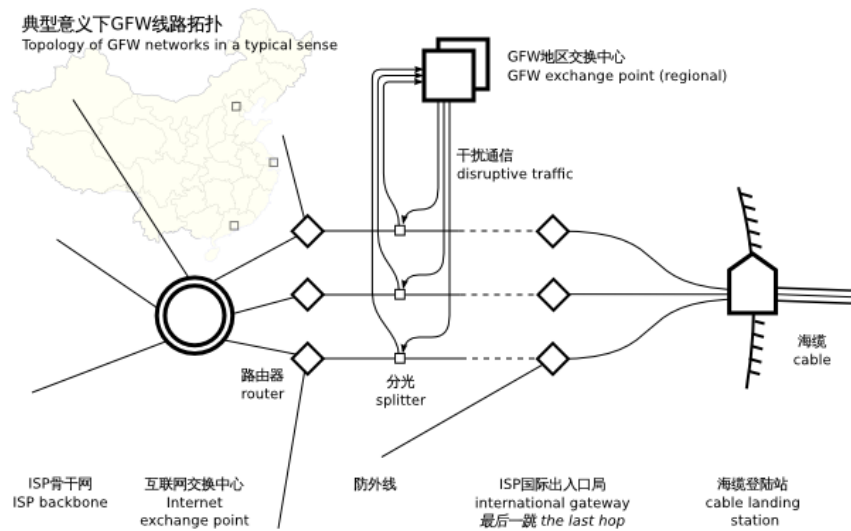 典型意义下GFW线路拓扑
Topology of GFW networks in a typical sense
GFW地区交换中心
GFW exchange point (regional)
干扰通信
disruptive traffic
海缆
cable
路由器
router
分光
splitter
ISP骨干网
ISP backbone
互联网交换中心
Internet
exchange point
防外线
ISP国际出入口局
international gateway
最后一跳 the last hop
海缆登陆站
cable landing
station